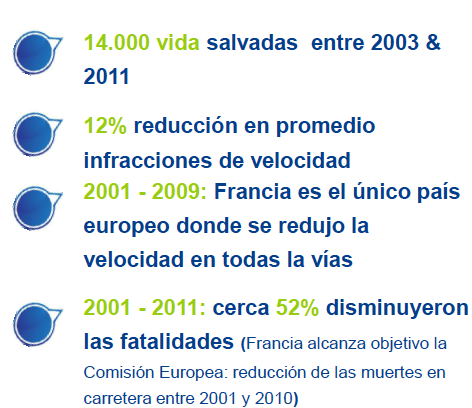 14.000 vida salvadas entre 2003 &
2011
12% reducción en promedio
infracciones de velocidad
2001 - 2009: Francia es el único país
europeo donde se redujo la
velocidad en todas la vías
2001 - 2011: cerca 52% disminuyeron
las fatalidades (Francia alcanza objetivo la
Comisión Europea: reducción de las muertes en
carretera entre 2001 y 2010)